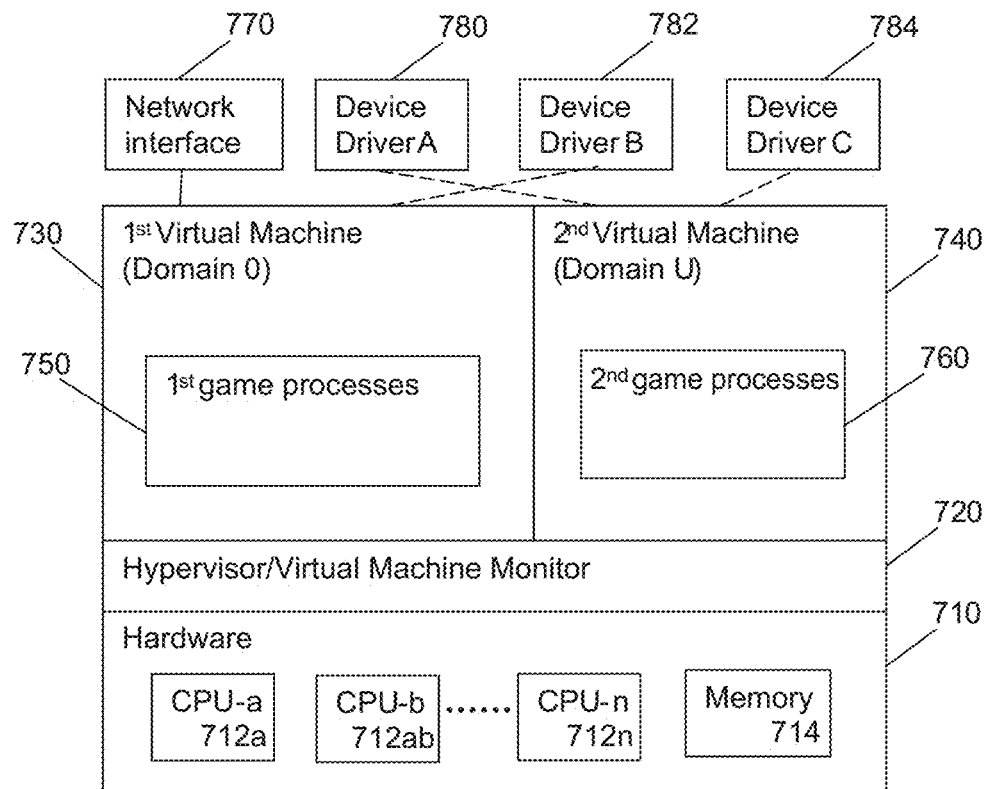 770
780
782
784
Network
interface
Device
Driver A
Device
Driver B
Device
Driver C
730
1st Virtual Machine
(Domain 0)
2nd Virtual Machine
(Domain U)
740
750
1st game processes
2nd game processes
760
720
Hypervisor/Virtual Machine Monitor
710
Hardware
CPU-a
712a
CPU-b
712ab
......
CPU-n
712n
Memory
714